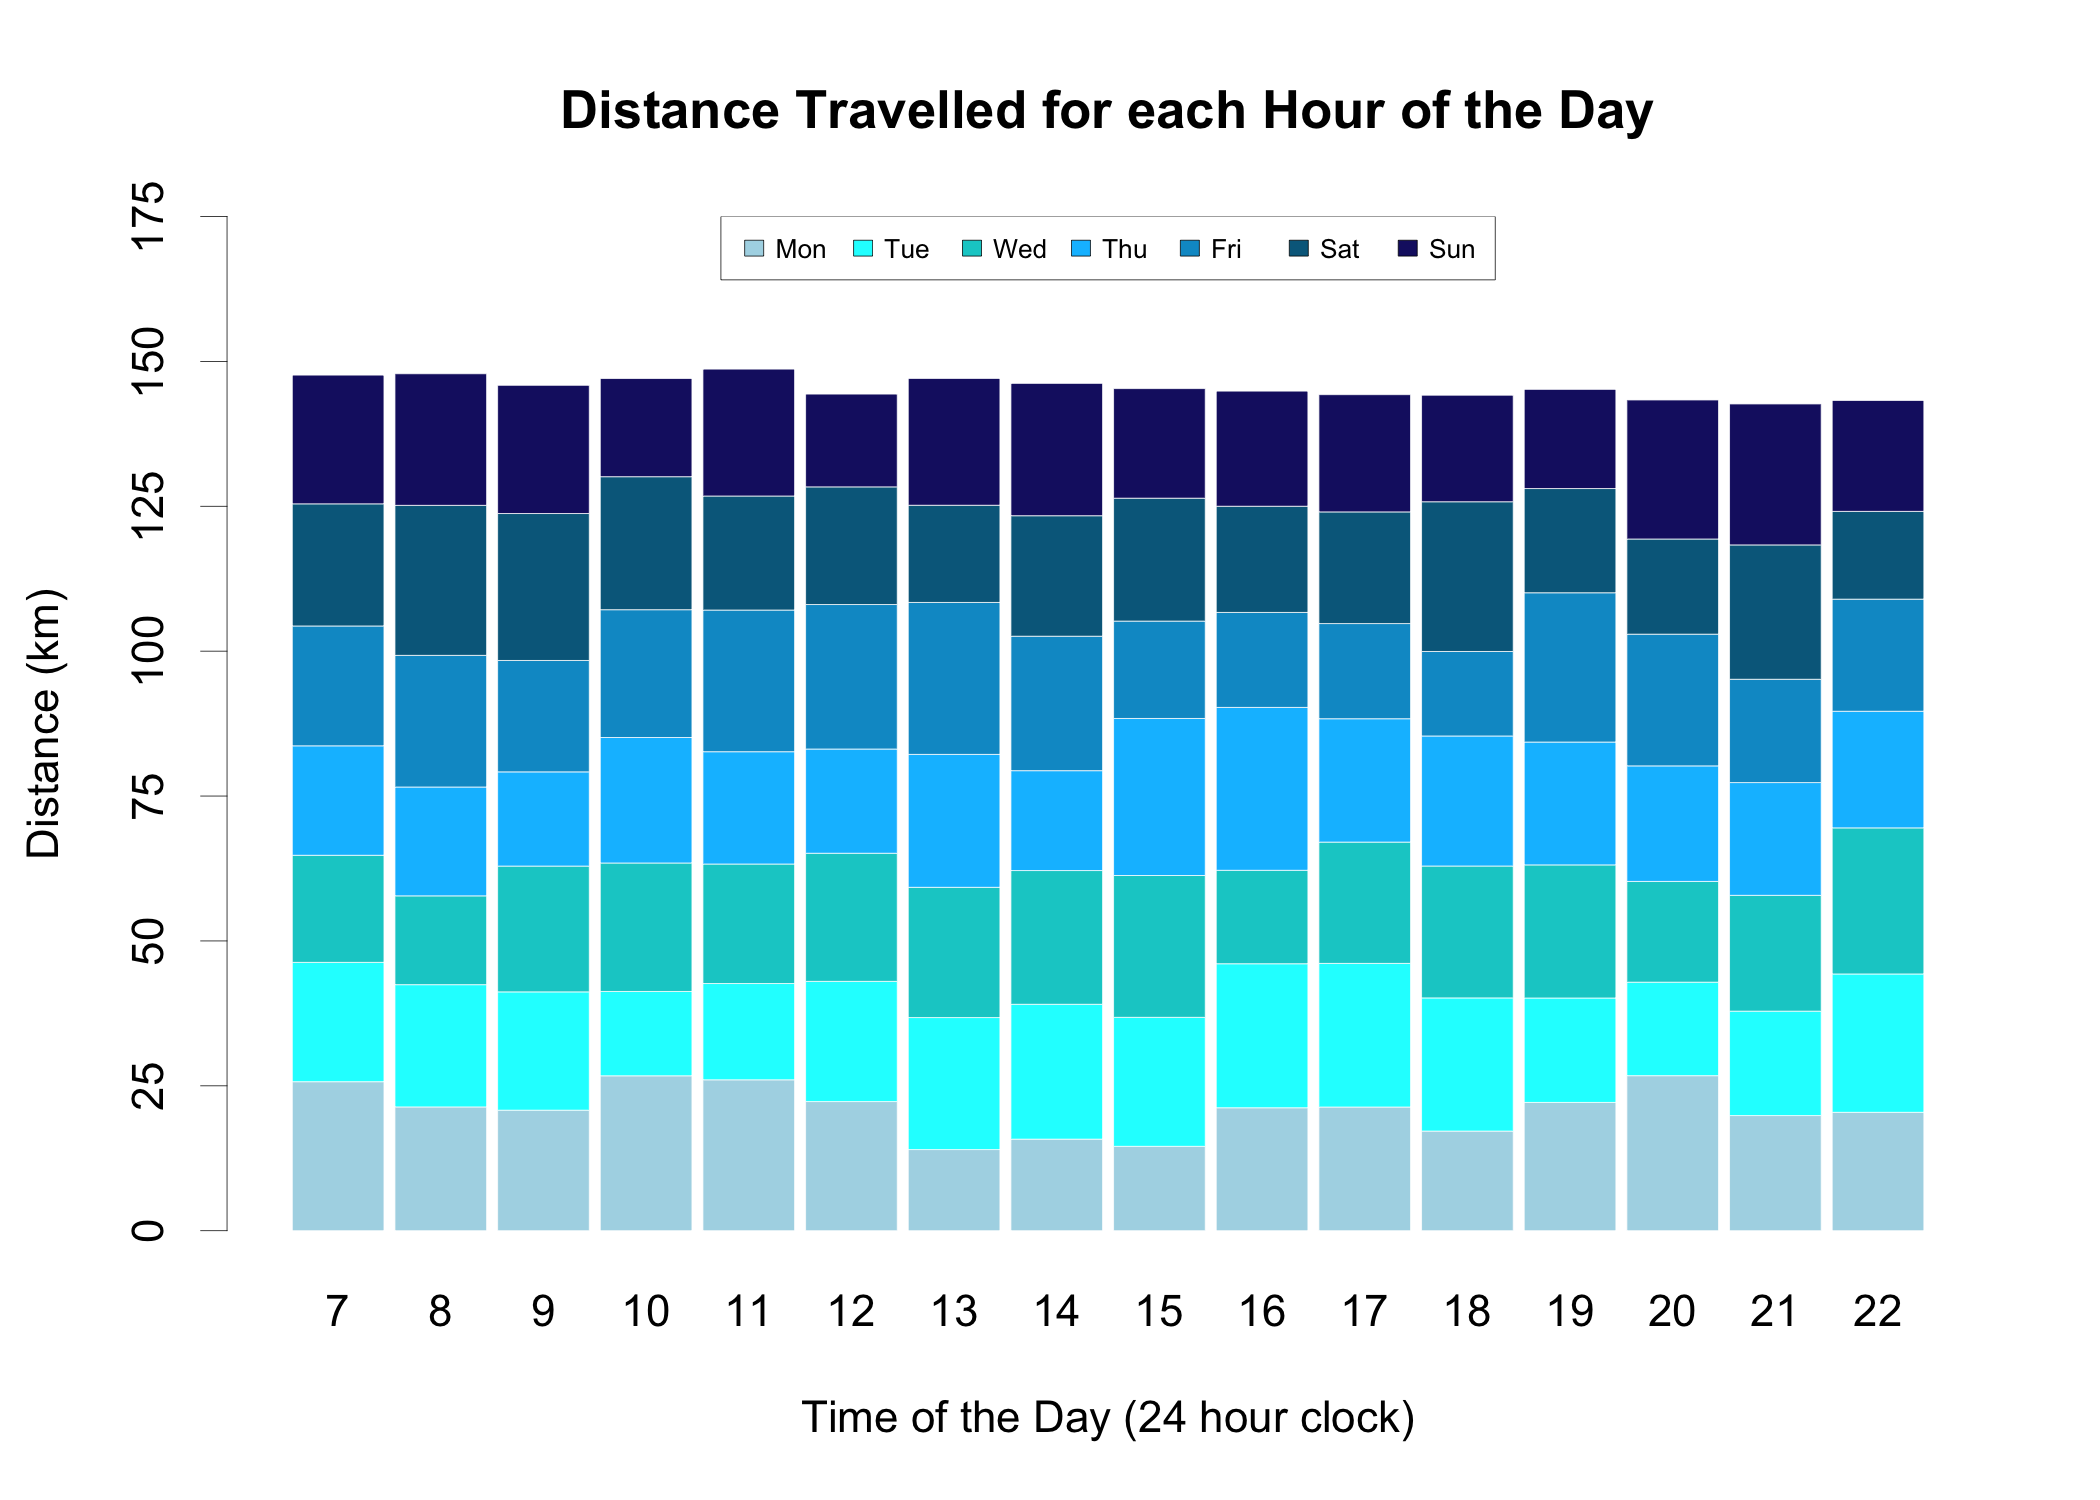 Distance Travelled for each Hour of the Day
Mon Tue Wed Thu Fri Sat Sun
Distance (km)
175
150
125
100
75
50
25
0
7 8 9 10 11 12 13 14 15 16 17 18 19 20 21 22
Time of the Day (24 hour clock)